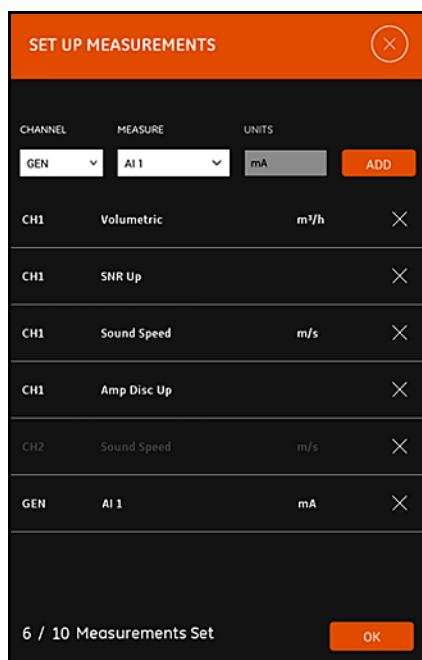 SET UP MEASUREMENTS
CHANNEL MEASURE UNITS
GEN AI 1 mA ADD
CH1 Volumetric m³/h
CH1 SNR Up
CH1 Sound Speed m/s
CH1 Amp Disc Up
CH2 Sound Speed m/s
GEN AI 1 mA
6 / 10 Measurements Set OK